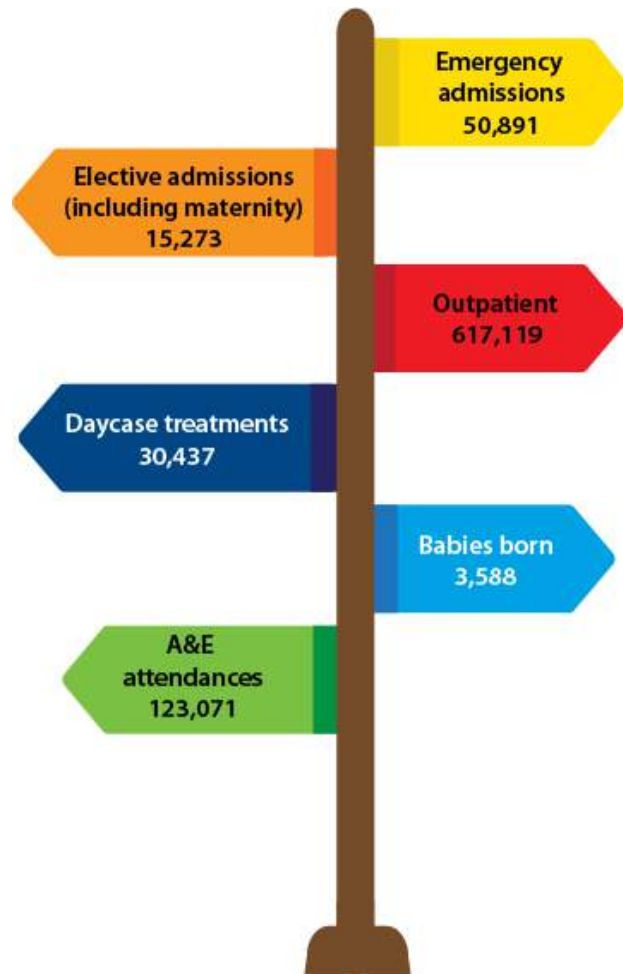 Emergency
admissions
50,891
Elective admissions
(including maternity)
15,273
Outpatient
617,119
Daycase treatments
30,437
Babies born
3,588
A&E
attendances
123,071